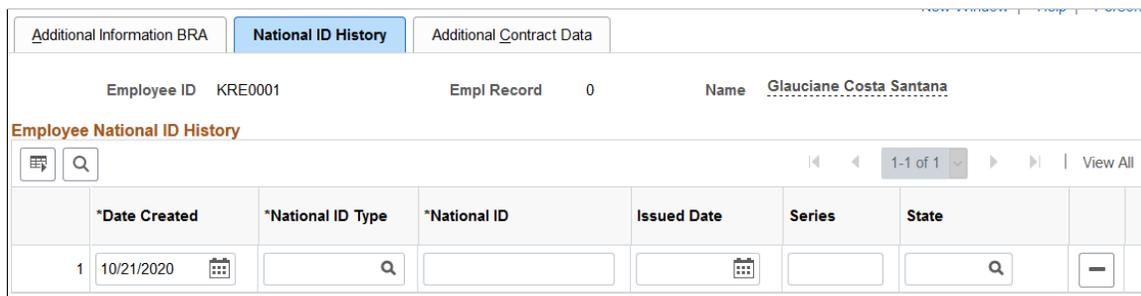 Additional Information BRA
National ID History
Additional Contract Data
Employee ID KRE0001 Empl Record 0 Name Glauciane Costa Santana
Employee National ID History
1-1 of 1 | View All
*Date Created *National ID Type *National ID Issued Date Series State
1 10/21/2020